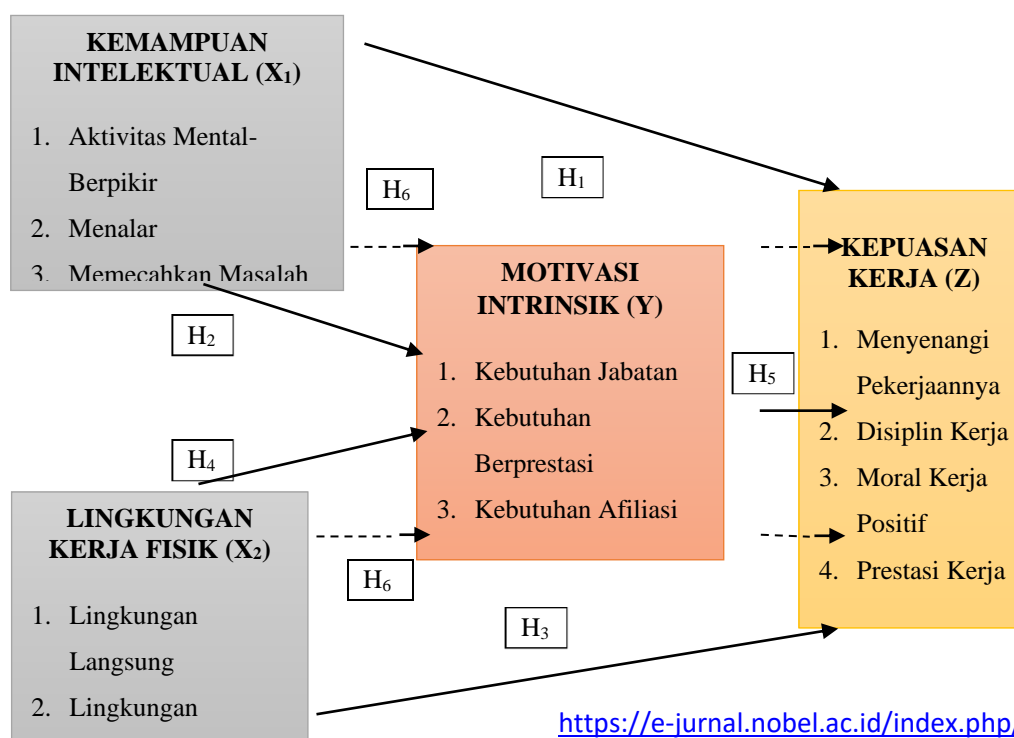 KEMAMPUAN
INTELEKTUAL (X₁)
1. Aktivitas Mental-
Berpikir
2. Menalar
3. Memecahkan Masalah
H₆
H₁
H₂
MOTIVASI
INTRINSIK (Y)
1. Kebutuhan Jabatan
2. Kebutuhan
Berprestasi
3. Kebutuhan Afiliasi
H₅
KEPUASAN
KERJA (Z)
1. Menyenangi
Pekerjaannya
2. Disiplin Kerja
3. Moral Kerja
Positif
4. Prestasi Kerja
H₄
LINGKUNGAN
KERJA FISIK (X₂)
1. Lingkungan
Langsung
2. Lingkungan
H₆
H₃
https://e-jurnal.nobel.ac.id/index.php/